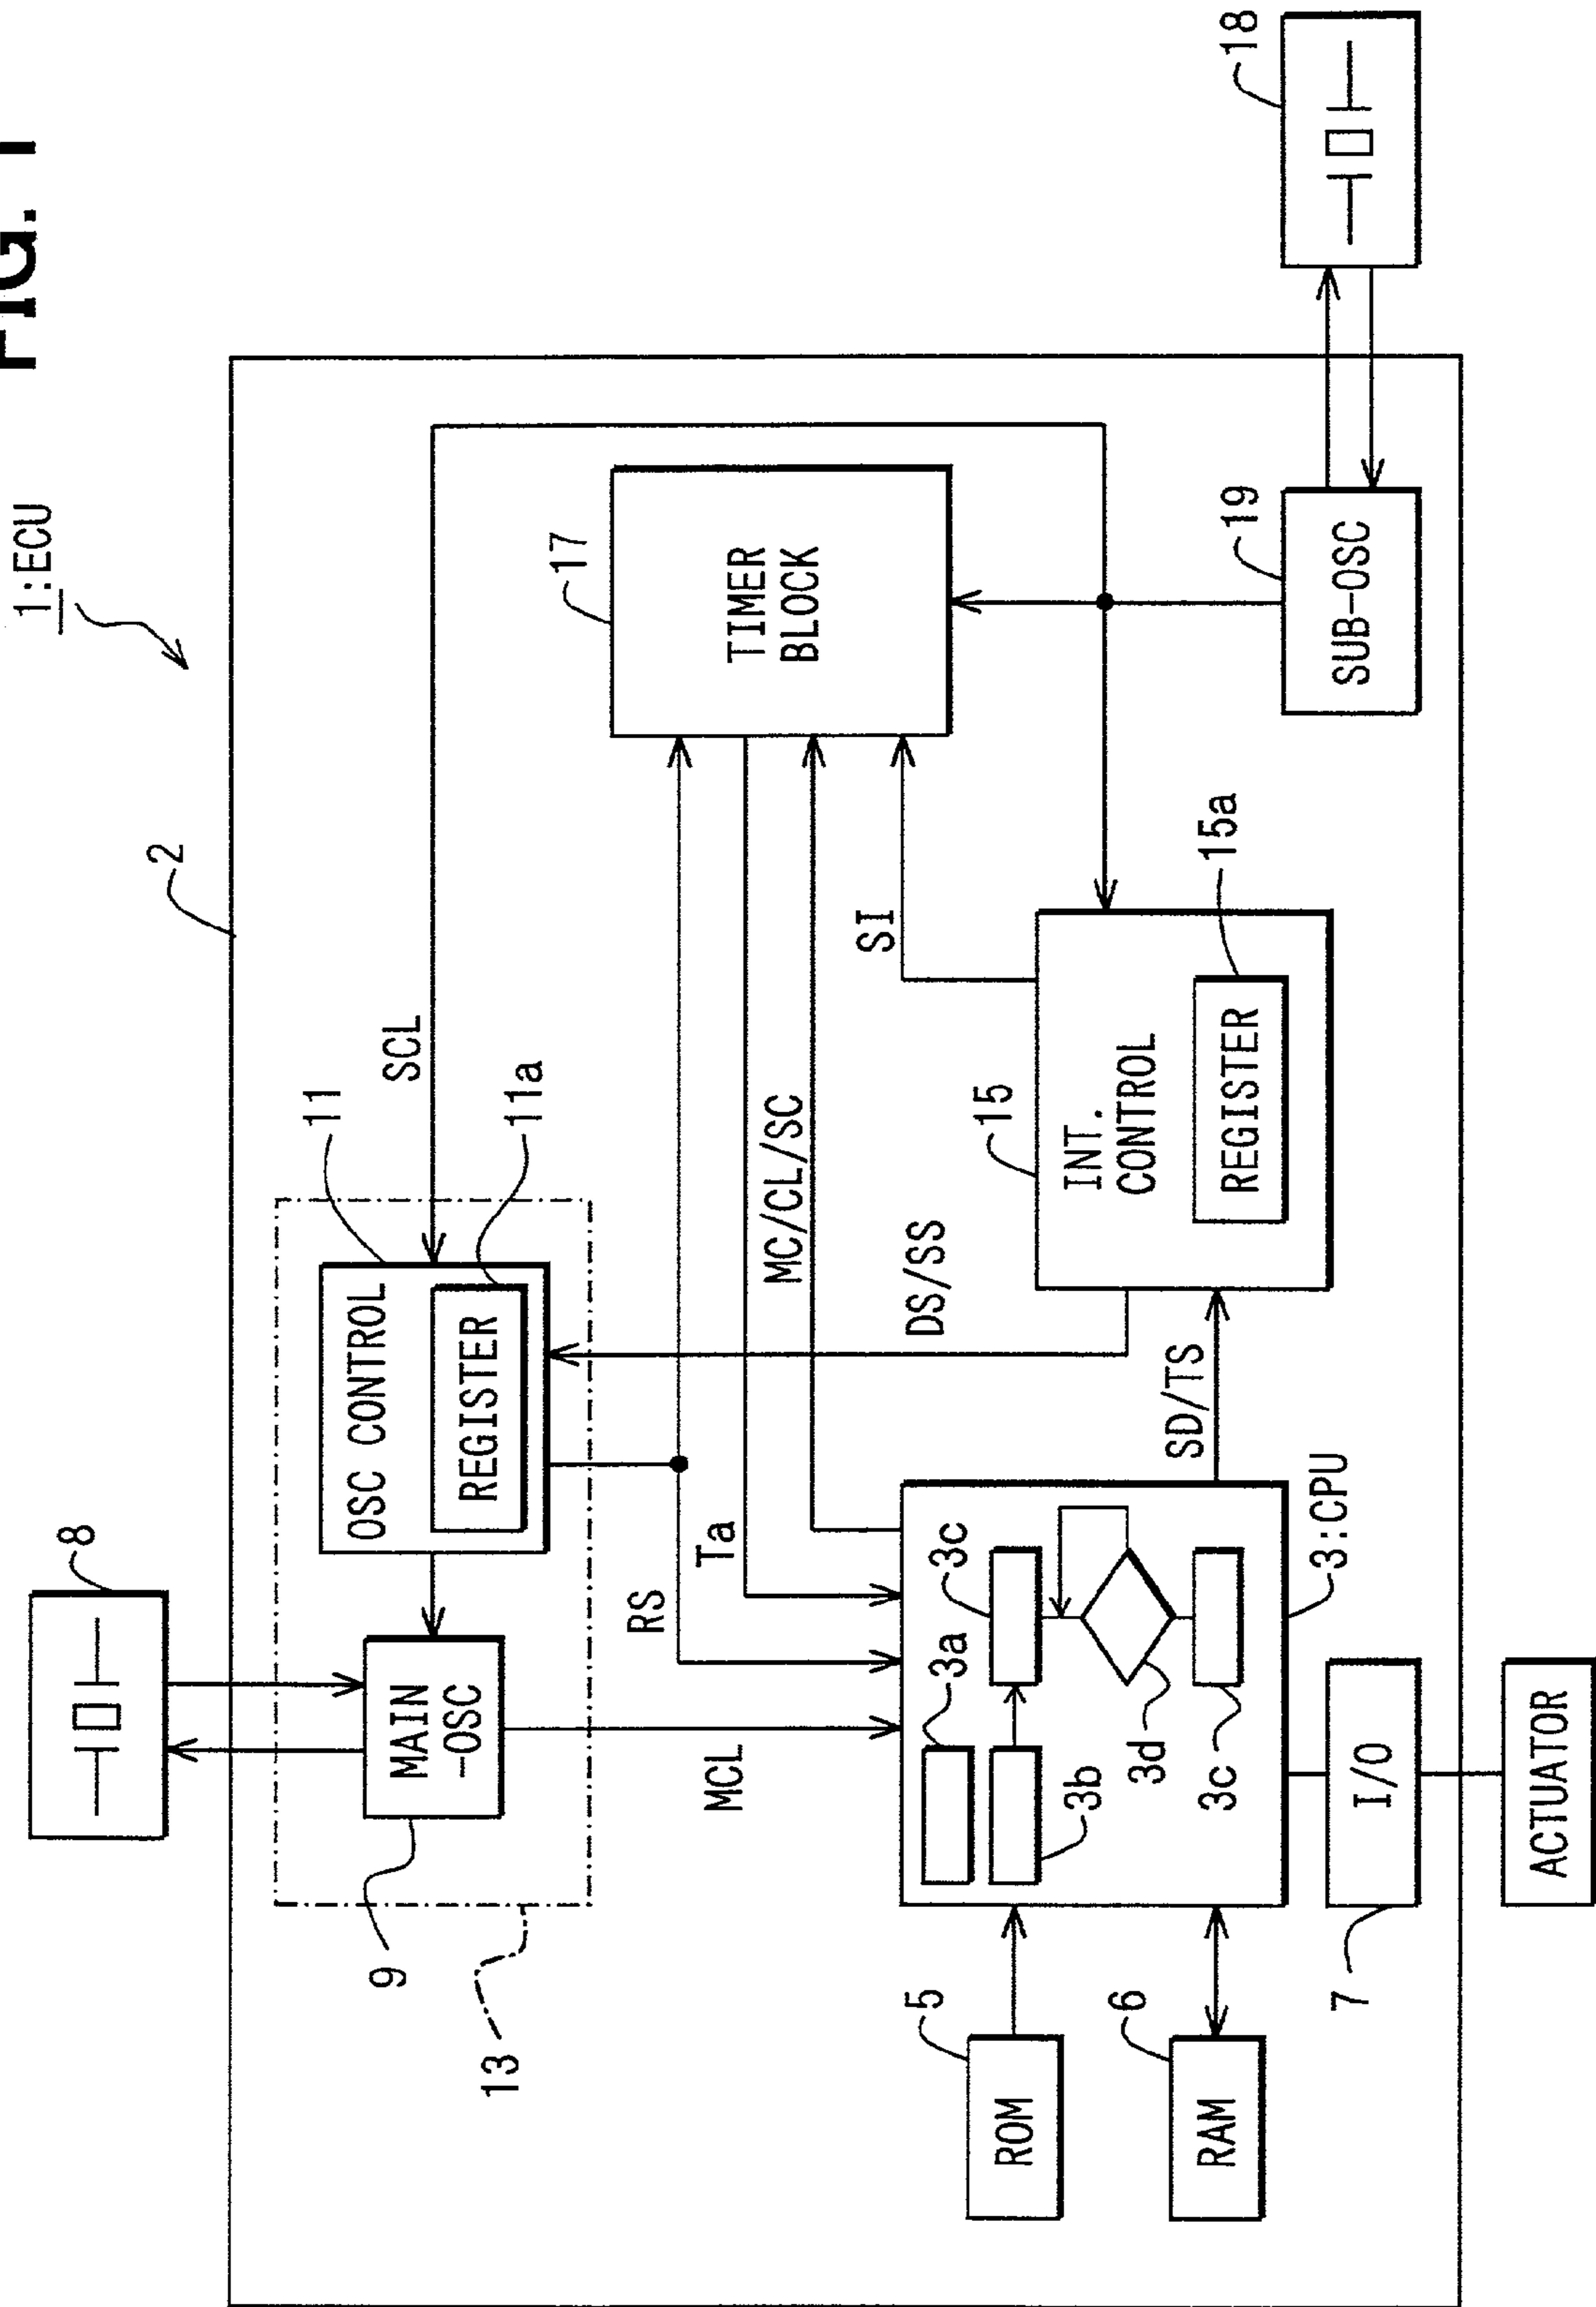 FIG. 1
1:ECU
2
8
18
13
9
MAIN
-OSC
11
OSC CONTROL
11a
REGISTER
SCL
17
TIMER
BLOCK
MCL
RS
Ta
MC/CL/SC
DS/SS
SI
SD/TS
15
INT.
CONTROL
15a
REGISTER
19
SUB-OSC
5
ROM
6
RAM
3a
3b
3c
3d
3c
3:CPU
7
I/O
ACTUATOR